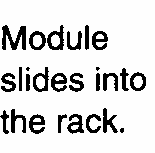 Module
slides into
the rack.